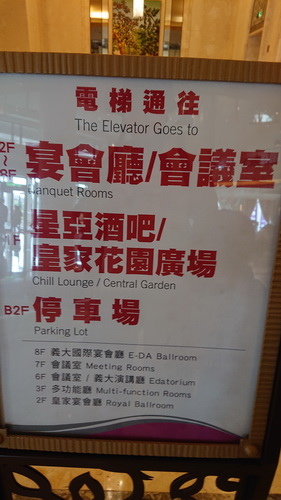 電梯通往
The Elevator Goes to
2F
~
8F
宴會廳/會議室
Banquet Rooms
1F
星亞酒吧/
皇家花園廣場
Chill Lounge / Central Garden
B2F 停車場
Parking Lot
8F 義大國際宴會廳 E-DA Ballroom
7F 會議室 Meeting Rooms
6F 會議室 / 義大演講廳 Edatorium
3F 多功能廳 Multi-function Rooms
2F 皇家宴會廳 Royal Ballroom